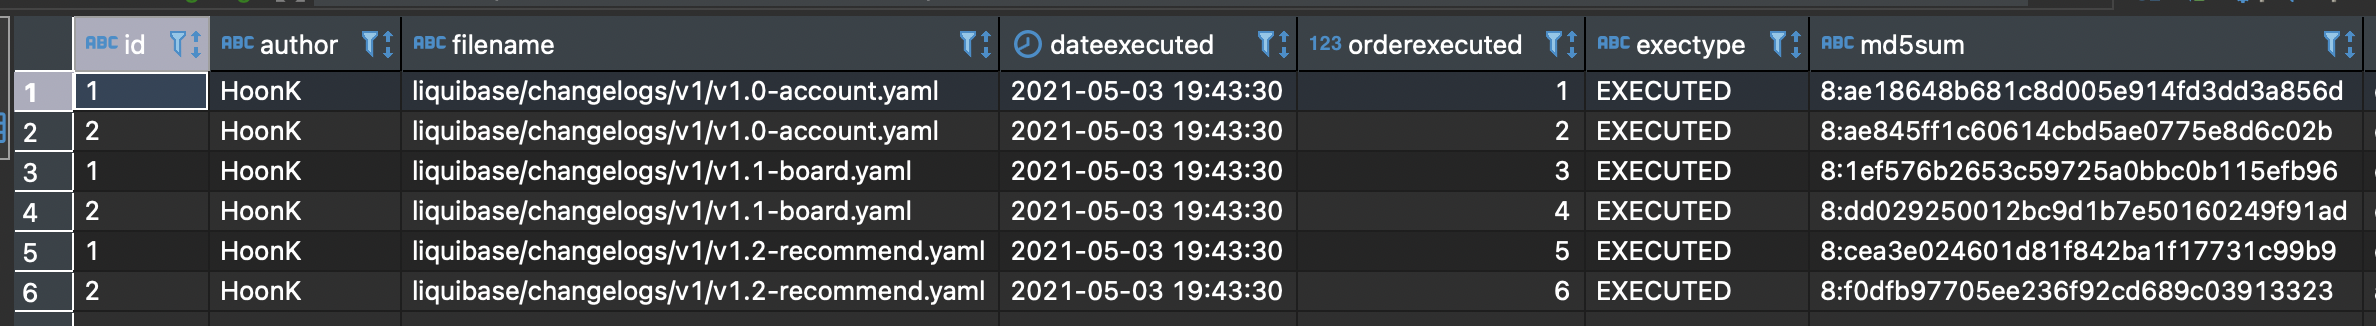 ABC id ABC author ABC filename dateexecuted 123 orderexecuted ABC exectype ABC md5sum
1 1 HoonK liquibase/changelogs/v1/v1.0-account.yaml 2021-05-03 19:43:30 1 EXECUTED 8:ae18648b681c8d005e914fd3dd3a856d
2 2 HoonK liquibase/changelogs/v1/v1.0-account.yaml 2021-05-03 19:43:30 2 EXECUTED 8:ae845ff1c60614cbd5ae0775e8d6c02b
3 1 HoonK liquibase/changelogs/v1/v1.1-board.yaml 2021-05-03 19:43:30 3 EXECUTED 8:1ef576b2653c59725a0bbc0b115efb96
4 2 HoonK liquibase/changelogs/v1/v1.1-board.yaml 2021-05-03 19:43:30 4 EXECUTED 8:dd029250012bc9d1b7e50160249f91ad
5 1 HoonK liquibase/changelogs/v1/v1.2-recommend.yaml 2021-05-03 19:43:30 5 EXECUTED 8:cea3e024601d81f842ba1f17731c99b9
6 2 HoonK liquibase/changelogs/v1/v1.2-recommend.yaml 2021-05-03 19:43:30 6 EXECUTED 8:f0dfb97705ee236f92cd689c03913323